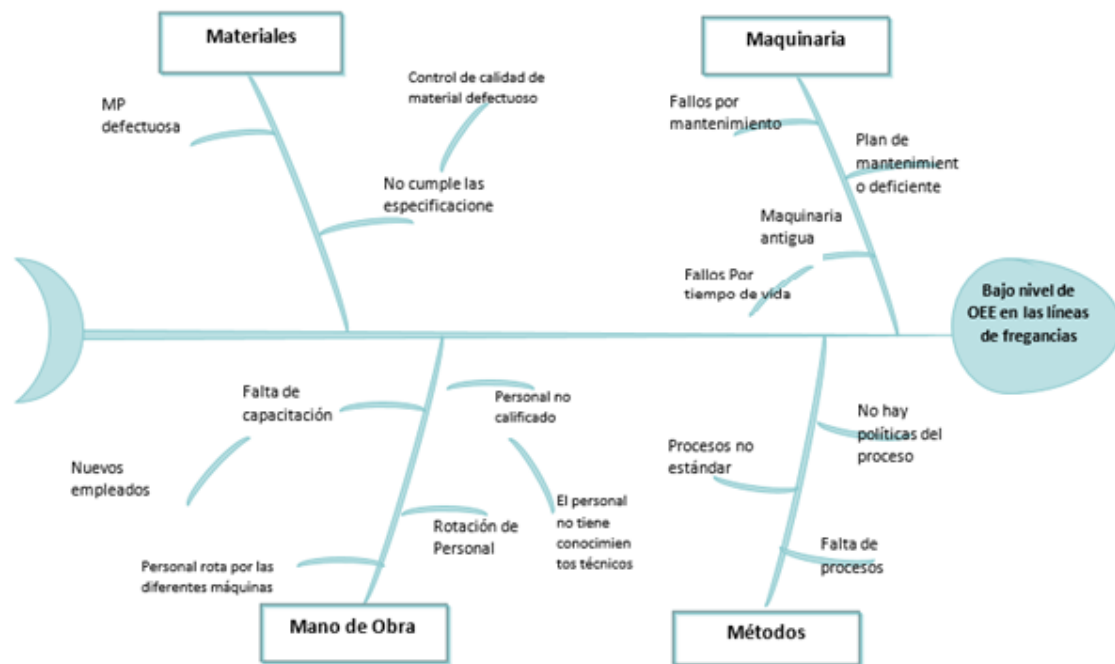 Materiales
Maquinaria
MP
defectuosa
Control de calidad de
material defectuoso
No cumple las
especificacione
Fallos por
mantenimiento
Plan de
mantenimient
o deficiente
Maquinaria
antigua
Fallos Por
tiempo de vida
Bajo nivel de
OEE en las líneas
de fregancias
Falta de
capacitación
Personal no
calificado
Nuevos
empleados
Rotación de
Personal
El personal
no tiene
conocimien
tos técnicos
Personal rota por las
diferentes máquinas
No hay
políticas del
proceso
Procesos no
estándar
Falta de
procesos
Mano de Obra
Métodos